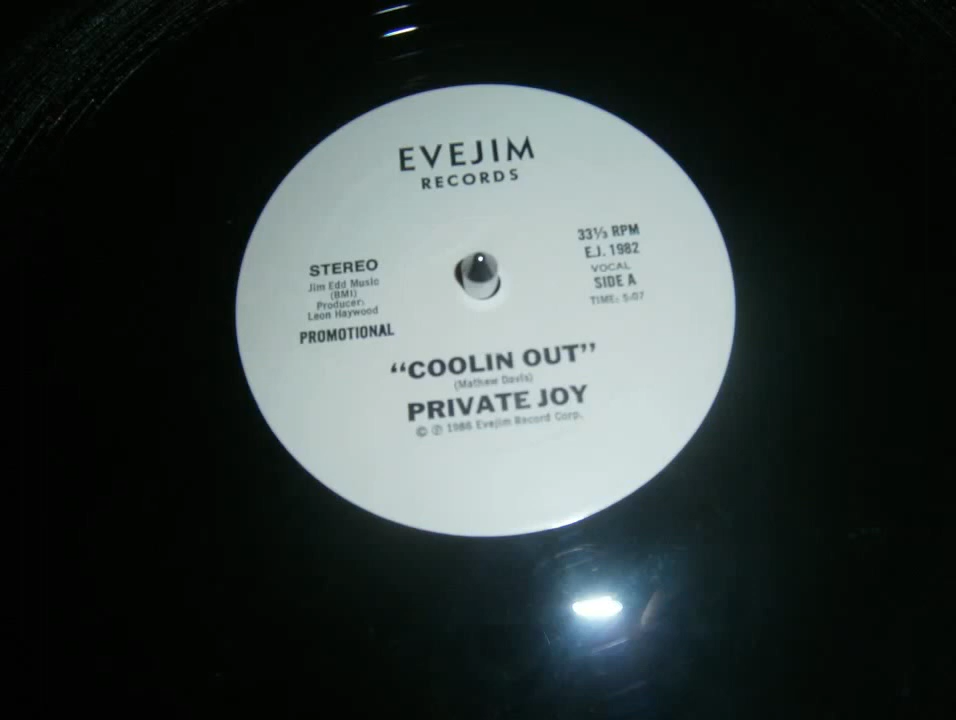 EVEJIM
RECORDS
STEREO
Jim Edd Music
(BMI)
Producer:
Leon Haywood
PROMOTIONAL
33⅓ RPM
E.J. 1982
VOCAL
SIDE A
TIME: 5:07
“COOLIN OUT”
(Mathew Davis)
PRIVATE JOY
© ℗ 1986 Evejim Record Corp.